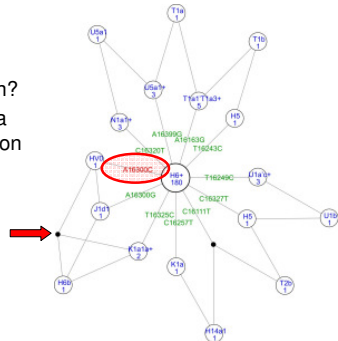 T1a
1
U5a1
1
T1b
1
n?
a
on
U5a1+
3
T1a1 T1a3+
5
N1a1+
3
H5
1
A16399G
A16163G
C16320T
T16243C
HV0
1
A16300C
H6+
180
T16249C
U1a'c+
3
A16300G
C16327T
J1d1
1
T16325C
C16111T
H5
1
U1b
1
C16257T
K1a1a+
2
K1a
1
H6b
1
T2b
1
H14a1
1